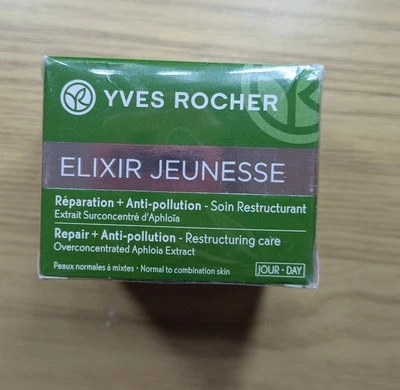 YVES ROCHER
ELIXIR JEUNESSE
Réparation + Anti-pollution - Soin Restructurant
Extrait Surconcentré d'Aphloïa
Repair + Anti-pollution - Restructuring care
Overconcentrated Aphloia Extract
Peaux normales à mixtes • Normal to combination skin
JOUR • DAY